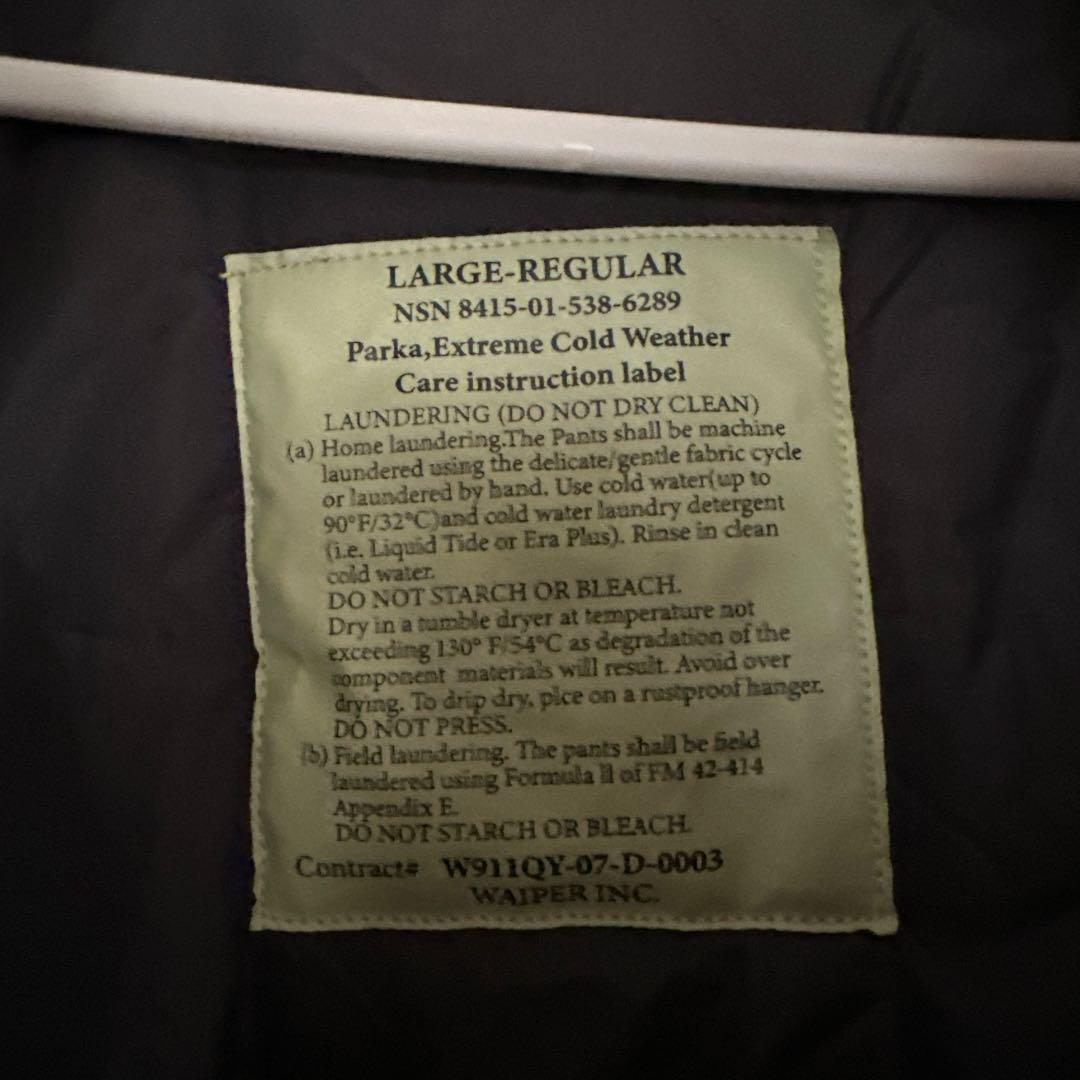 LARGE-REGULAR
NSN 8415-01-538-6289
Parka,Extreme Cold Weather
Care instruction label
LAUNDERING (DO NOT DRY CLEAN)
(a) Home laundering.The Pants shall be machine
laundered using the delicate/gentle fabric cycle
or laundered by hand. Use cold water(up to
90°F/32°C)and cold water laundry detergent
(i.e. Liquid Tide or Era Plus). Rinse in clean
cold water.
DO NOT STARCH OR BLEACH.
Dry in a tumble dryer at temperature not
exceeding 130° F/54°C as degradation of the
component materials will result. Avoid over
drying. To drip dry, plce on a rustproof hanger.
DO NOT PRESS.
(b) Field laundering. The pants shall be field
laundered using Formula II of FM 42-414
Appendix E.
DO NOT STARCH OR BLEACH.
Contract# W911QY-07-D-0003
WAIPER INC.